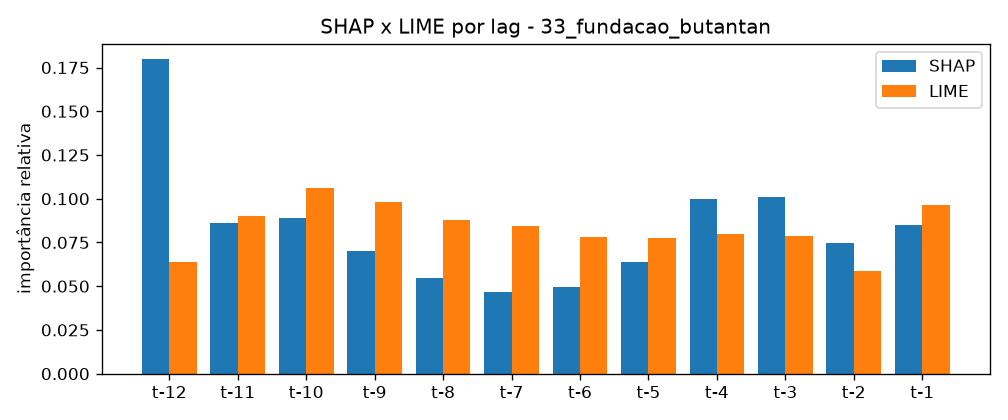 SHAP x LIME por lag - 33_fundacao_butantan
SHAP
LIME
importância relativa
0.175
0.150
0.125
0.100
0.075
0.050
0.025
0.000
t-12 t-11 t-10 t-9 t-8 t-7 t-6 t-5 t-4 t-3 t-2 t-1